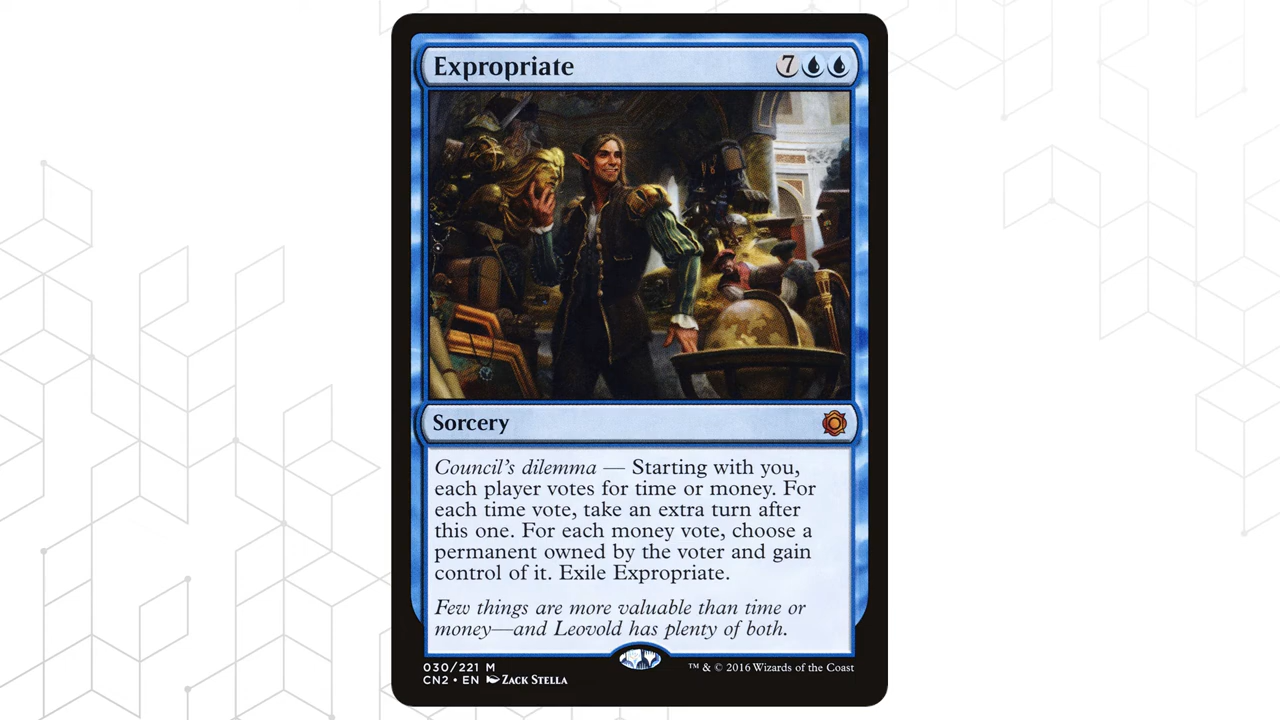 Expropriate 7
Sorcery
Council's dilemma — Starting with you,
each player votes for time or money. For
each time vote, take an extra turn after
this one. For each money vote, choose a
permanent owned by the voter and gain
control of it. Exile Expropriate.
Few things are more valuable than time or
money—and Leovold has plenty of both.
030/221 M
CN2 • EN ZACK STELLA
™ & © 2016 Wizards of the Coast